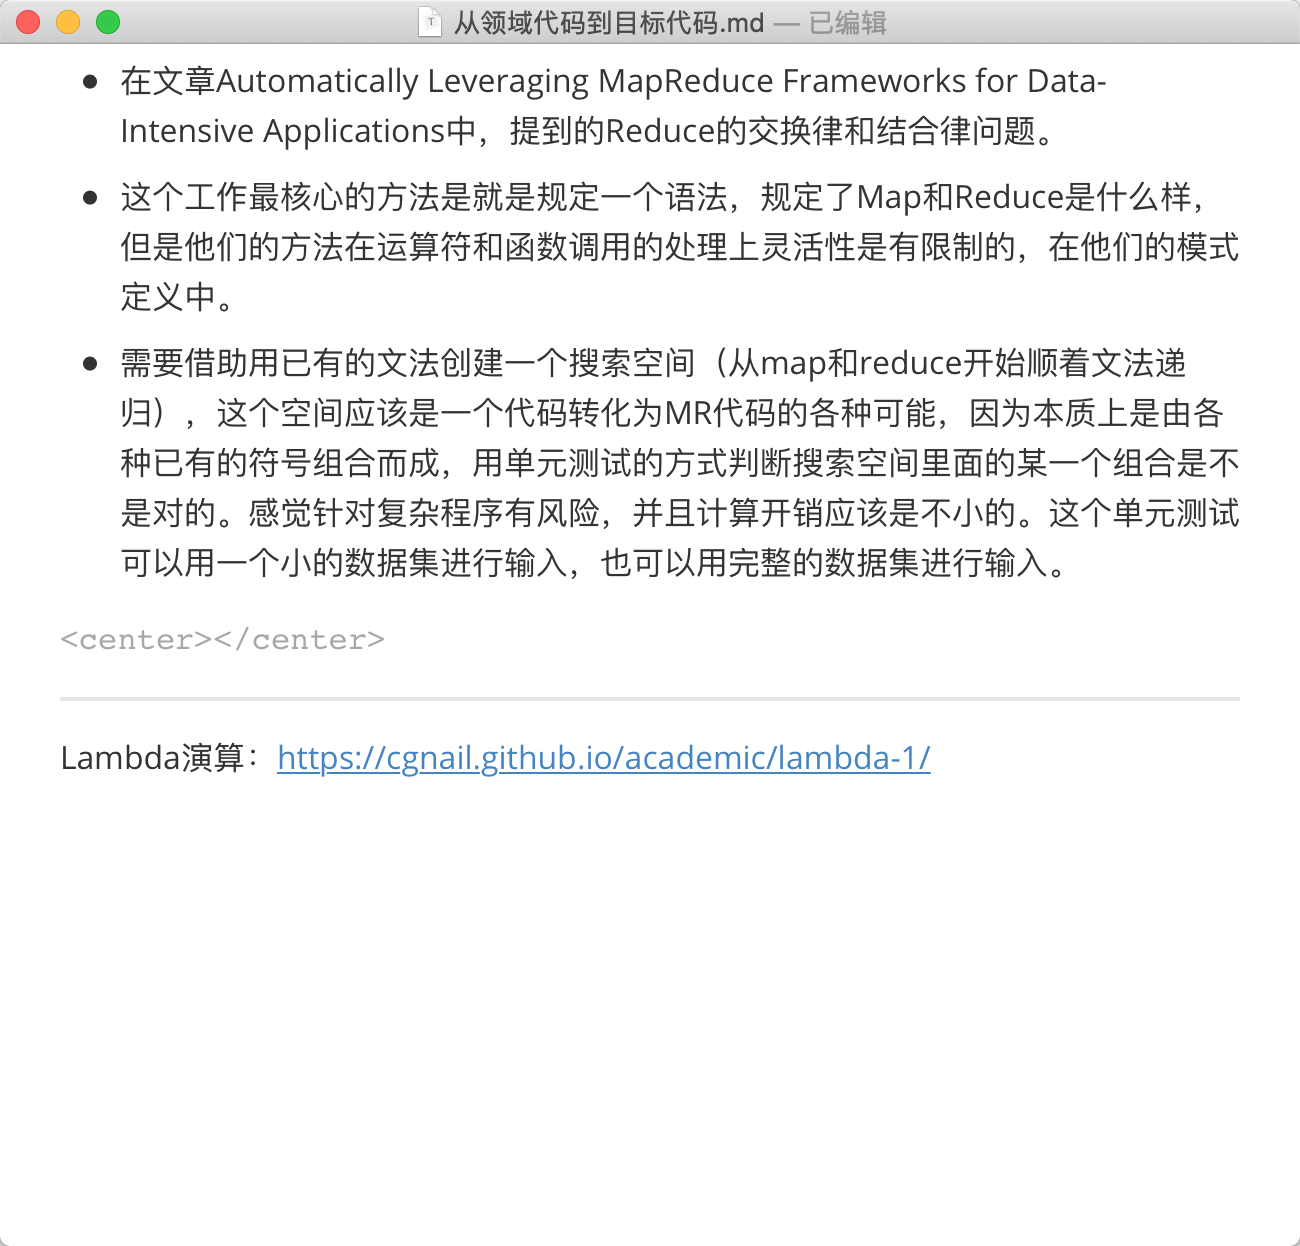 从领域代码到目标代码.md — 已编辑
在文章Automatically Leveraging MapReduce Frameworks for Data-
Intensive Applications中，提到的Reduce的交换律和结合律问题。
这个工作最核心的方法是就是规定一个语法，规定了Map和Reduce是什么样，
但是他们的方法在运算符和函数调用的处理上灵活性是有限制的，在他们的模式
定义中。
需要借助用已有的文法创建一个搜索空间（从map和reduce开始顺着文法递
归），这个空间应该是一个代码转化为MR代码的各种可能，因为本质上是由各
种已有的符号组合而成，用单元测试的方式判断搜索空间里面的某一个组合是不
是对的。感觉针对复杂程序有风险，并且计算开销应该是不小的。这个单元测试
可以用一个小的数据集进行输入，也可以用完整的数据集进行输入。
<center></center>
Lambda演算：https://cgnail.github.io/academic/lambda-1/